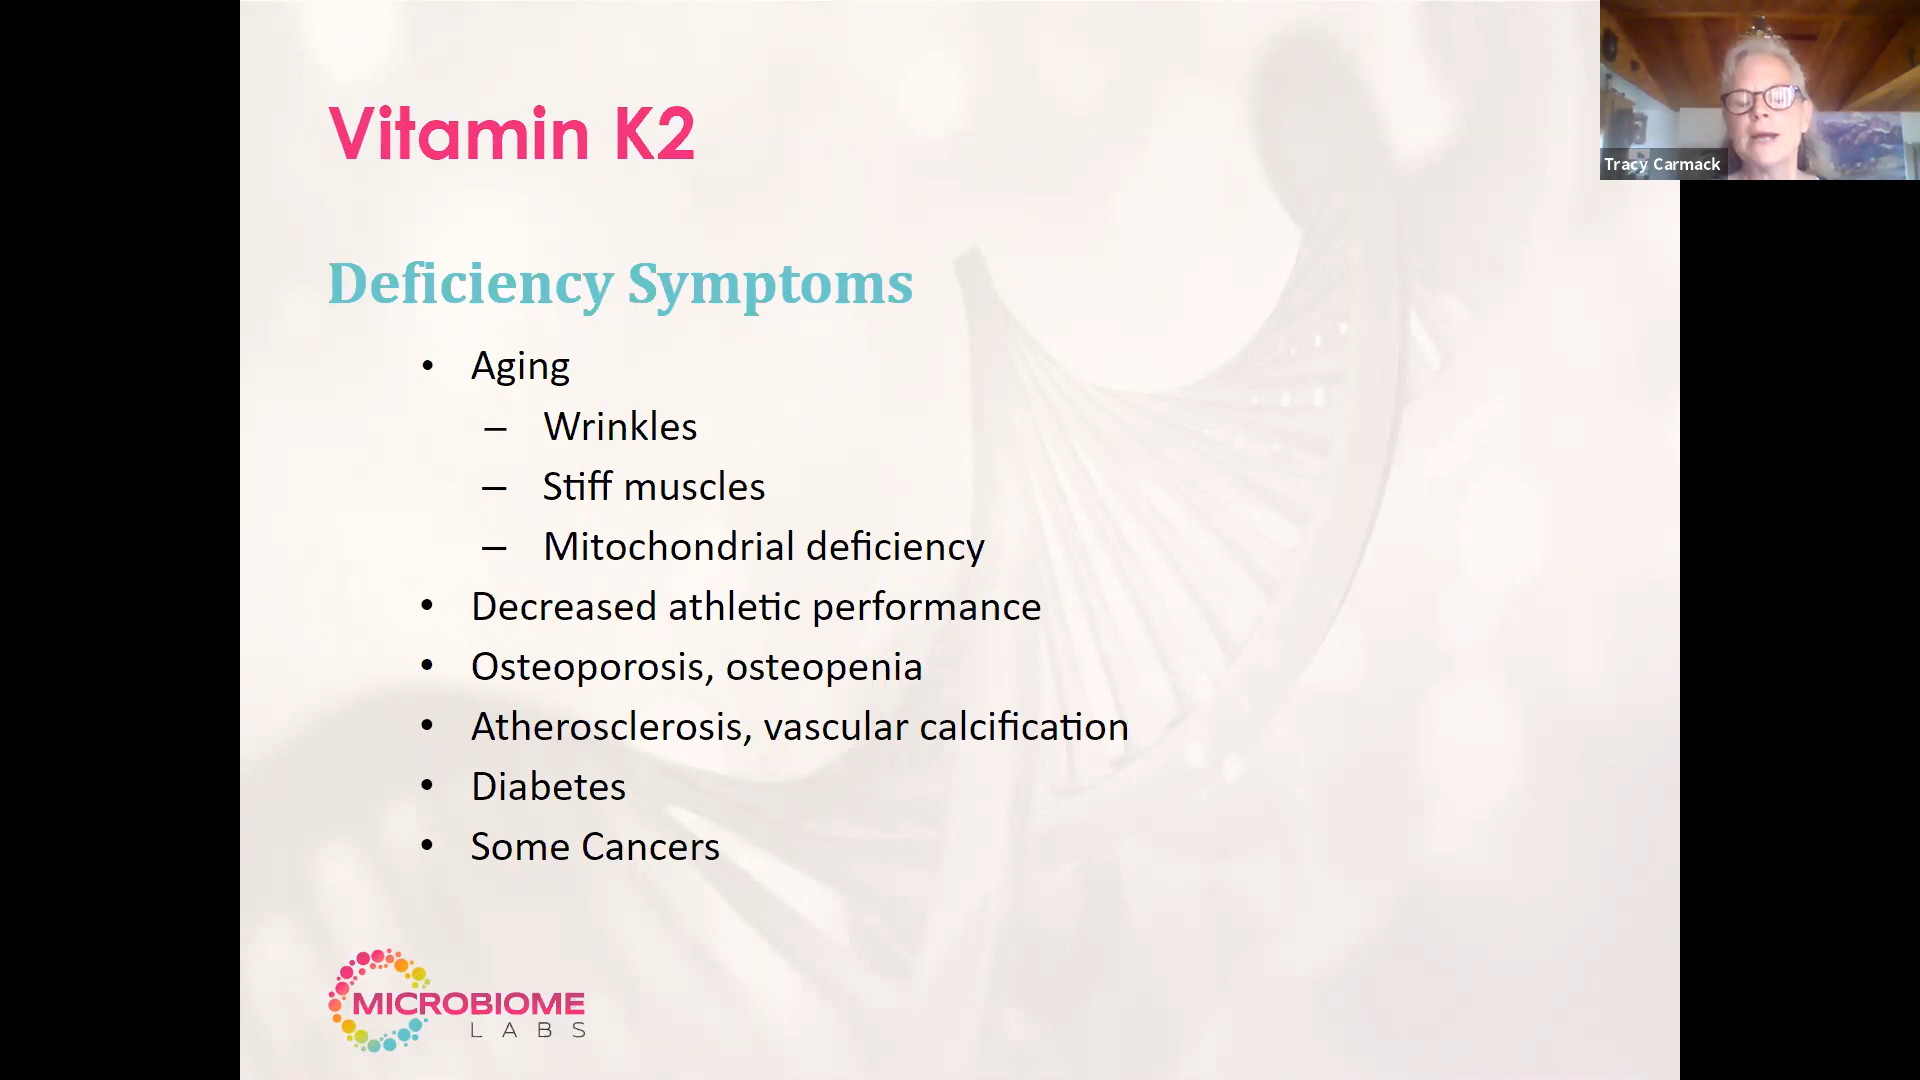 Vitamin K2
Tracy Carmack
Deficiency Symptoms
• Aging
– Wrinkles
– Stiff muscles
– Mitochondrial deficiency
• Decreased athletic performance
• Osteoporosis, osteopenia
• Atherosclerosis, vascular calcification
• Diabetes
• Some Cancers
MICROBIOME
LABS